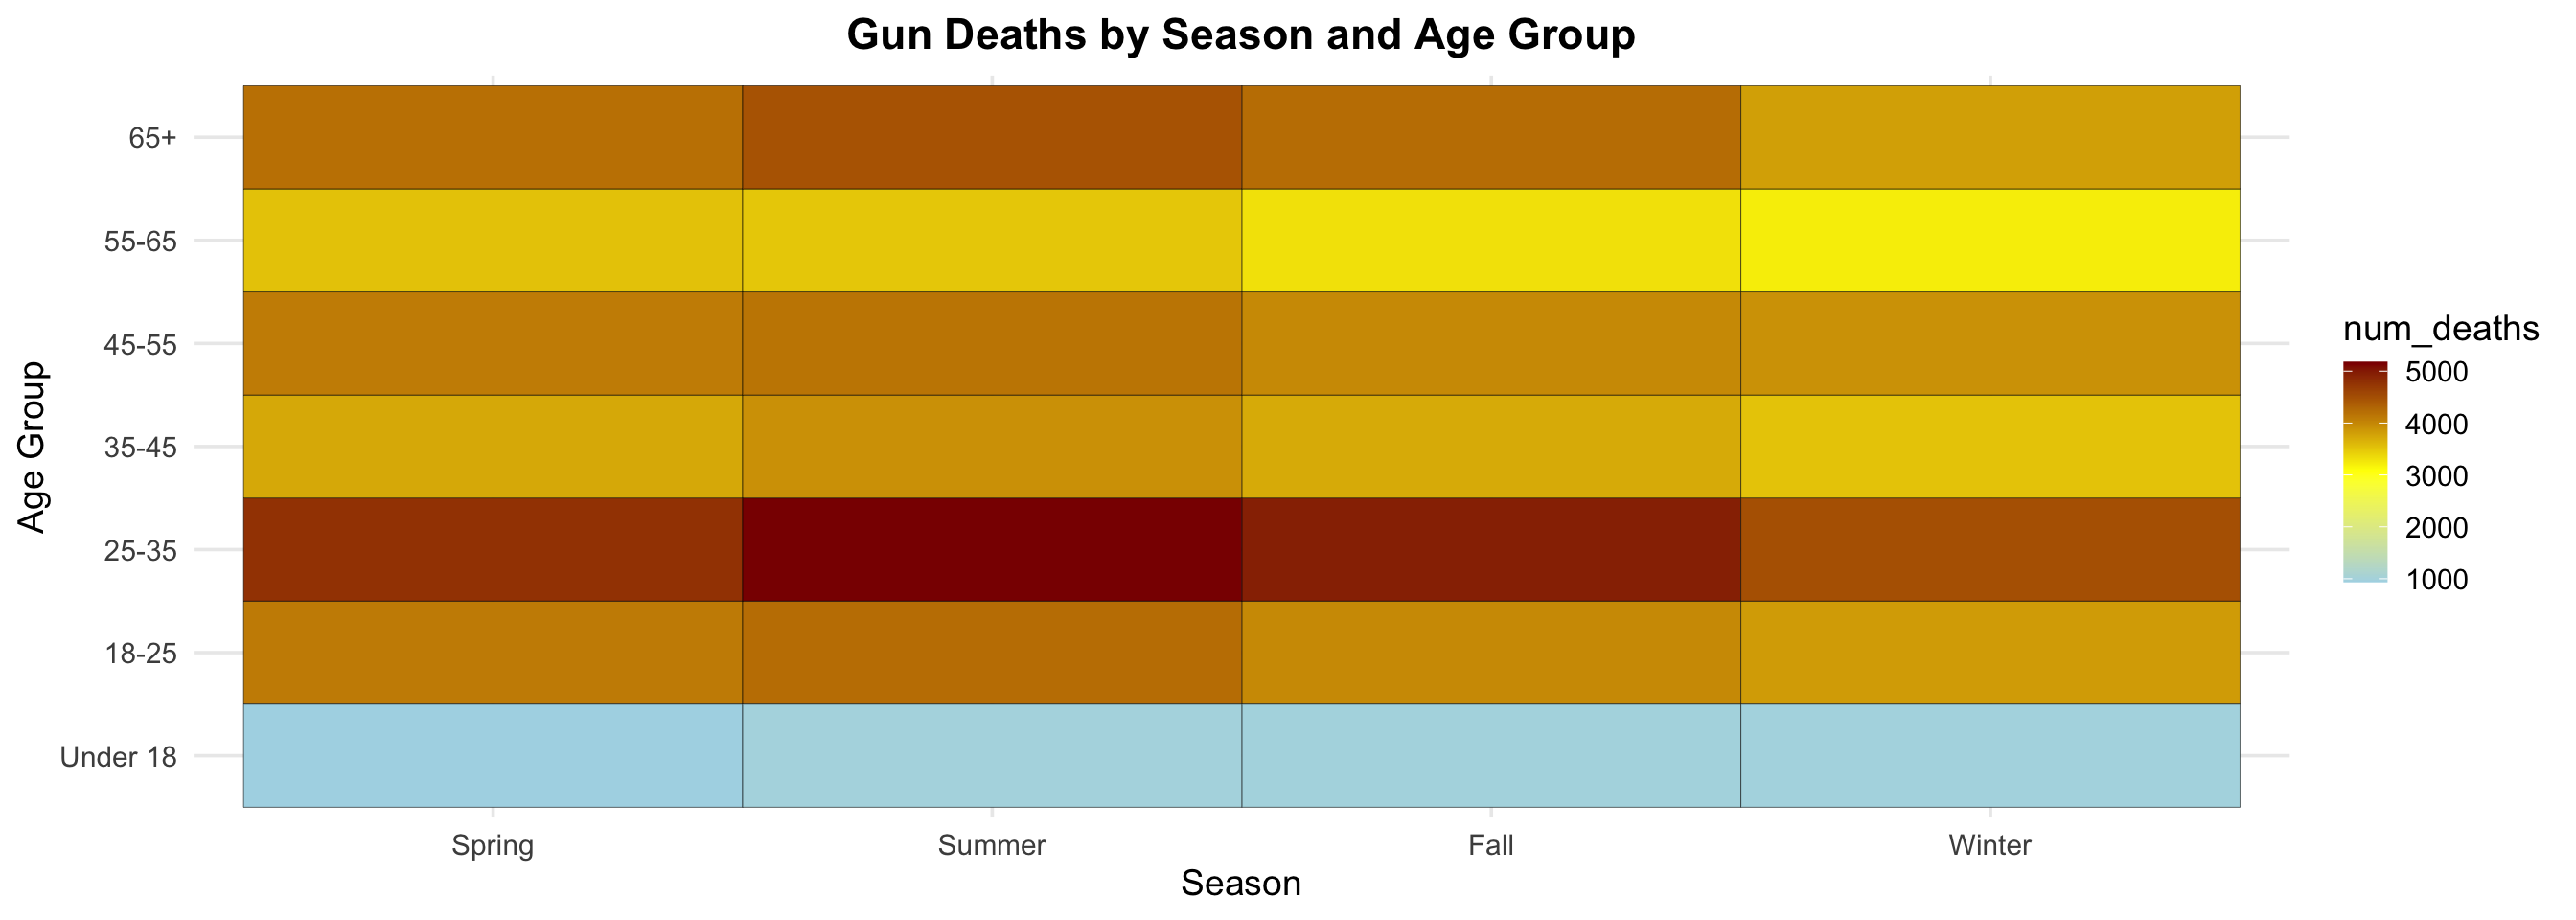 Gun Deaths by Season and Age Group
65+
55-65
45-55
35-45
25-35
18-25
Under 18
Age Group
Spring Summer Fall Winter
Season
num_deaths
5000
4000
3000
2000
1000